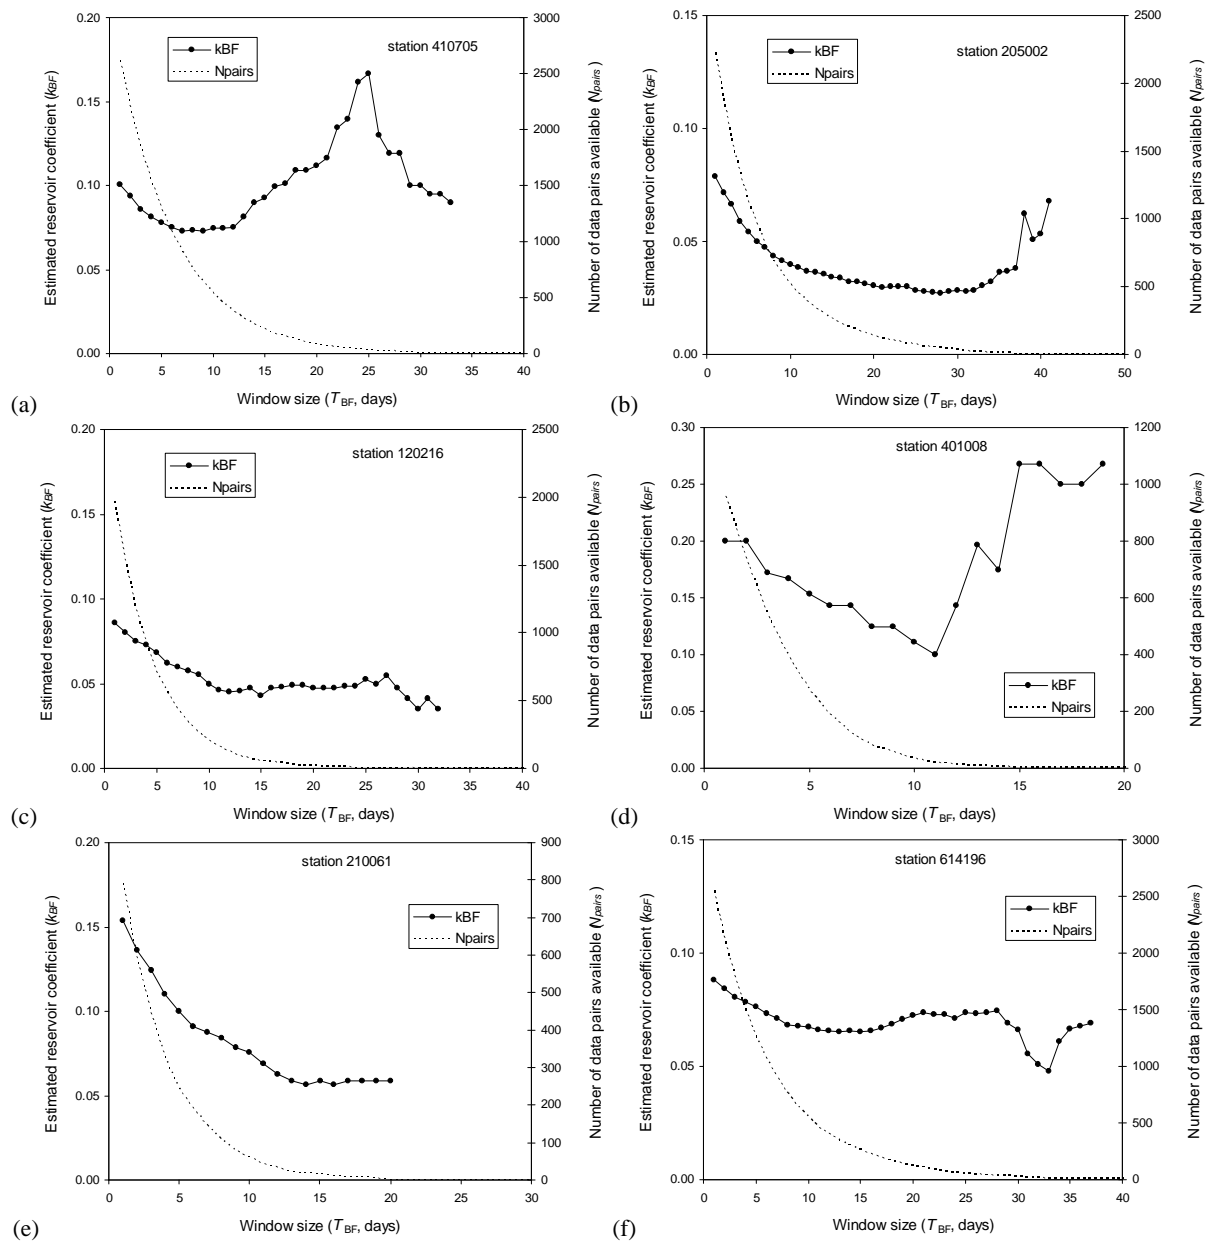 station 410705
kBF
Npairs
Estimated reservoir coefficient (kBF)
Number of data pairs available (Npairs)
0.20
0.15
0.10
0.05
0.00
3000
2500
2000
1500
1000
500
0
0 5 10 15 20 25 30 35 40
Window size (TBF, days)
(a)
station 205002
kBF
Npairs
Estimated reservoir coefficient (kBF)
Number of data pairs available (Npairs)
0.15
0.10
0.05
0.00
2500
2000
1500
1000
500
0
0 10 20 30 40 50
Window size (TBF, days)
(b)
station 120216
kBF
Npairs
Estimated reservoir coefficient (kBF)
Number of data pairs available (Npairs)
0.20
0.15
0.10
0.05
0.00
2500
2000
1500
1000
500
0
0 5 10 15 20 25 30 35 40
Window size (TBF, days)
(c)
station 401008
kBF
Npairs
Estimated reservoir coefficient (kBF)
Number of data pairs available (Npairs)
0.30
0.25
0.20
0.15
0.10
0.05
0.00
1200
1000
800
600
400
200
0
0 5 10 15 20
Window size (TBF, days)
(d)
station 210061
kBF
Npairs
Estimated reservoir coefficient (kBF)
Number of data pairs available (Npairs)
0.20
0.15
0.10
0.05
0.00
900
800
700
600
500
400
300
200
100
0
0 5 10 15 20 25 30
Window size (TBF, days)
(e)
station 614196
kBF
Npairs
Estimated reservoir coefficient (kBF)
Number of data pairs available (Npairs)
0.15
0.10
0.05
0.00
3000
2500
2000
1500
1000
500
0
0 5 10 15 20 25 30 35 40
Window size (TBF, days)
(f)